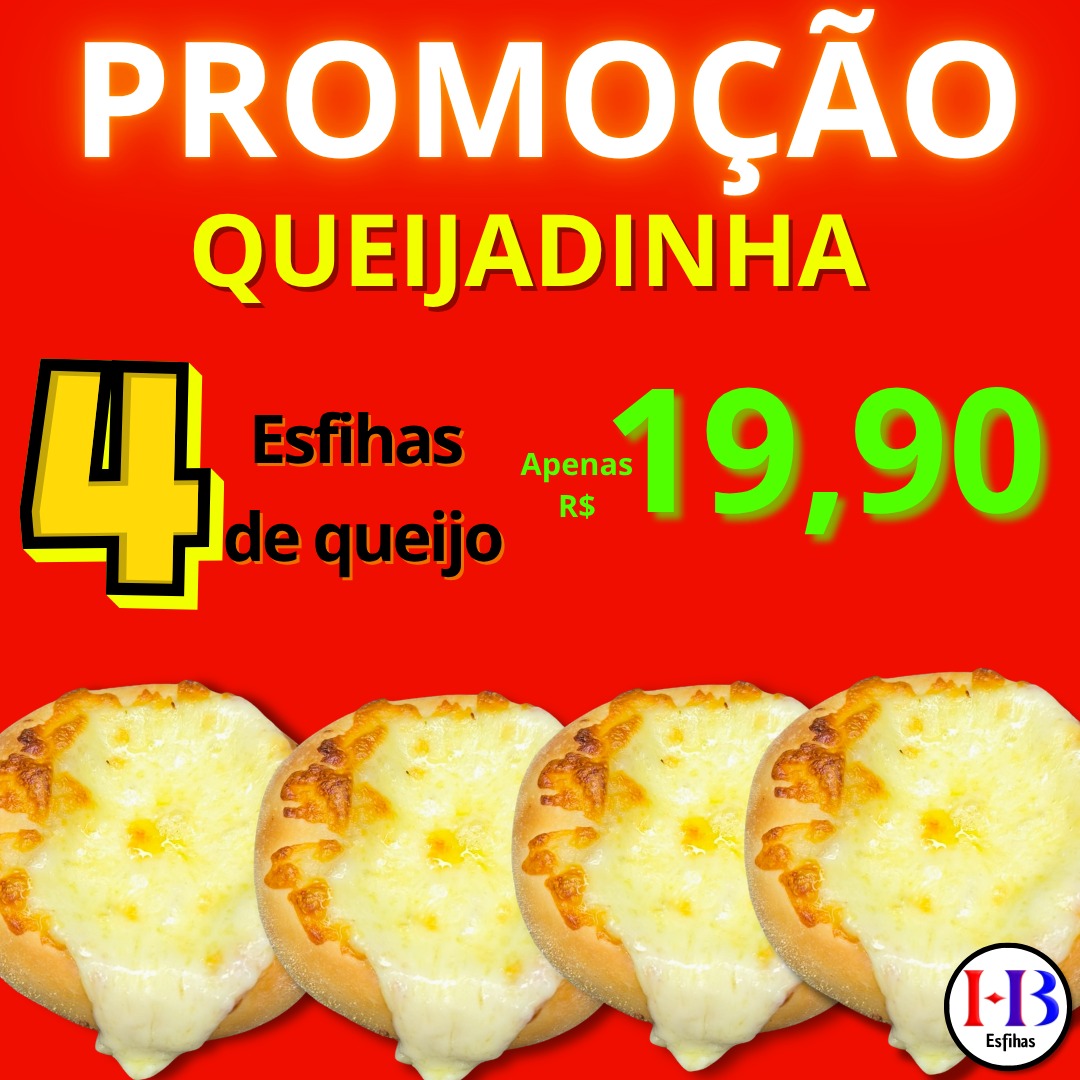 PROMOÇÃO
QUEIJADINHA
4
Esfihas
de queijo
Apenas
R$
19,90
HB
Esfihas